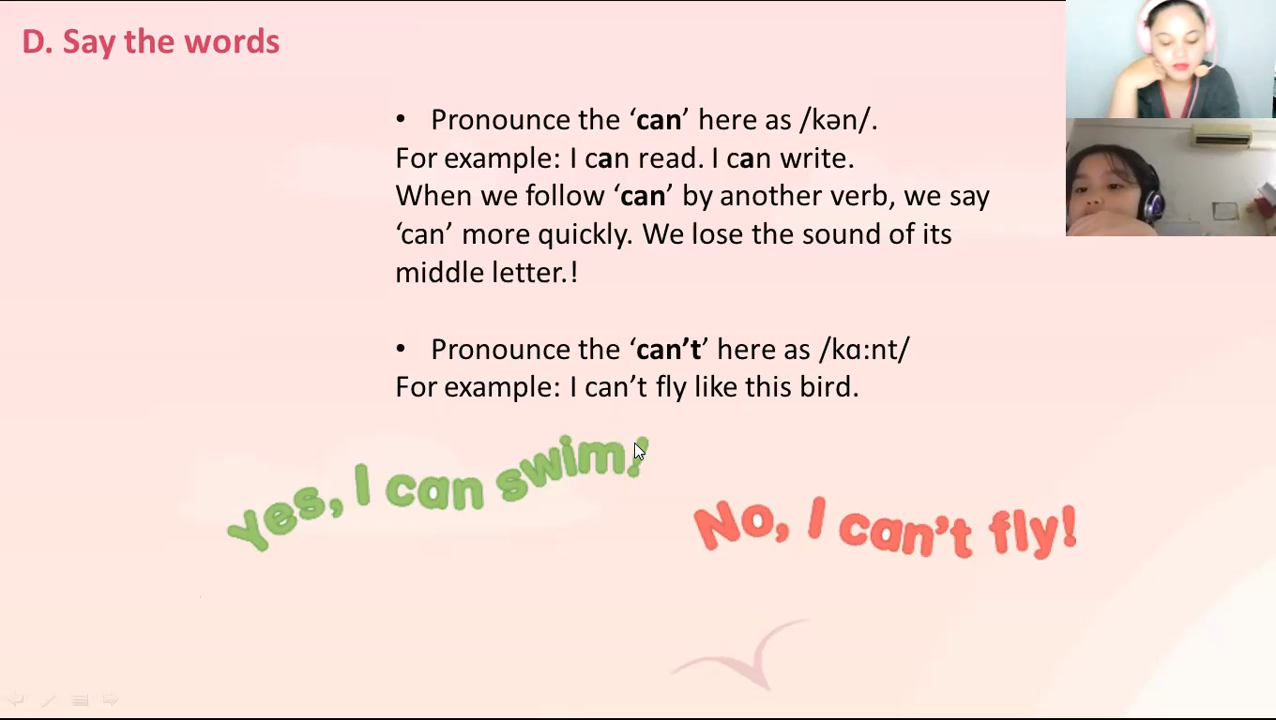 D. Say the words
• Pronounce the ‘can’ here as /kən/.
For example: I can read. I can write.
When we follow ‘can’ by another verb, we say
‘can’ more quickly. We lose the sound of its
middle letter.!
• Pronounce the ‘can’t’ here as /kɑ:nt/
For example: I can’t fly like this bird.
Yes, I can swim!
No, I can’t fly!